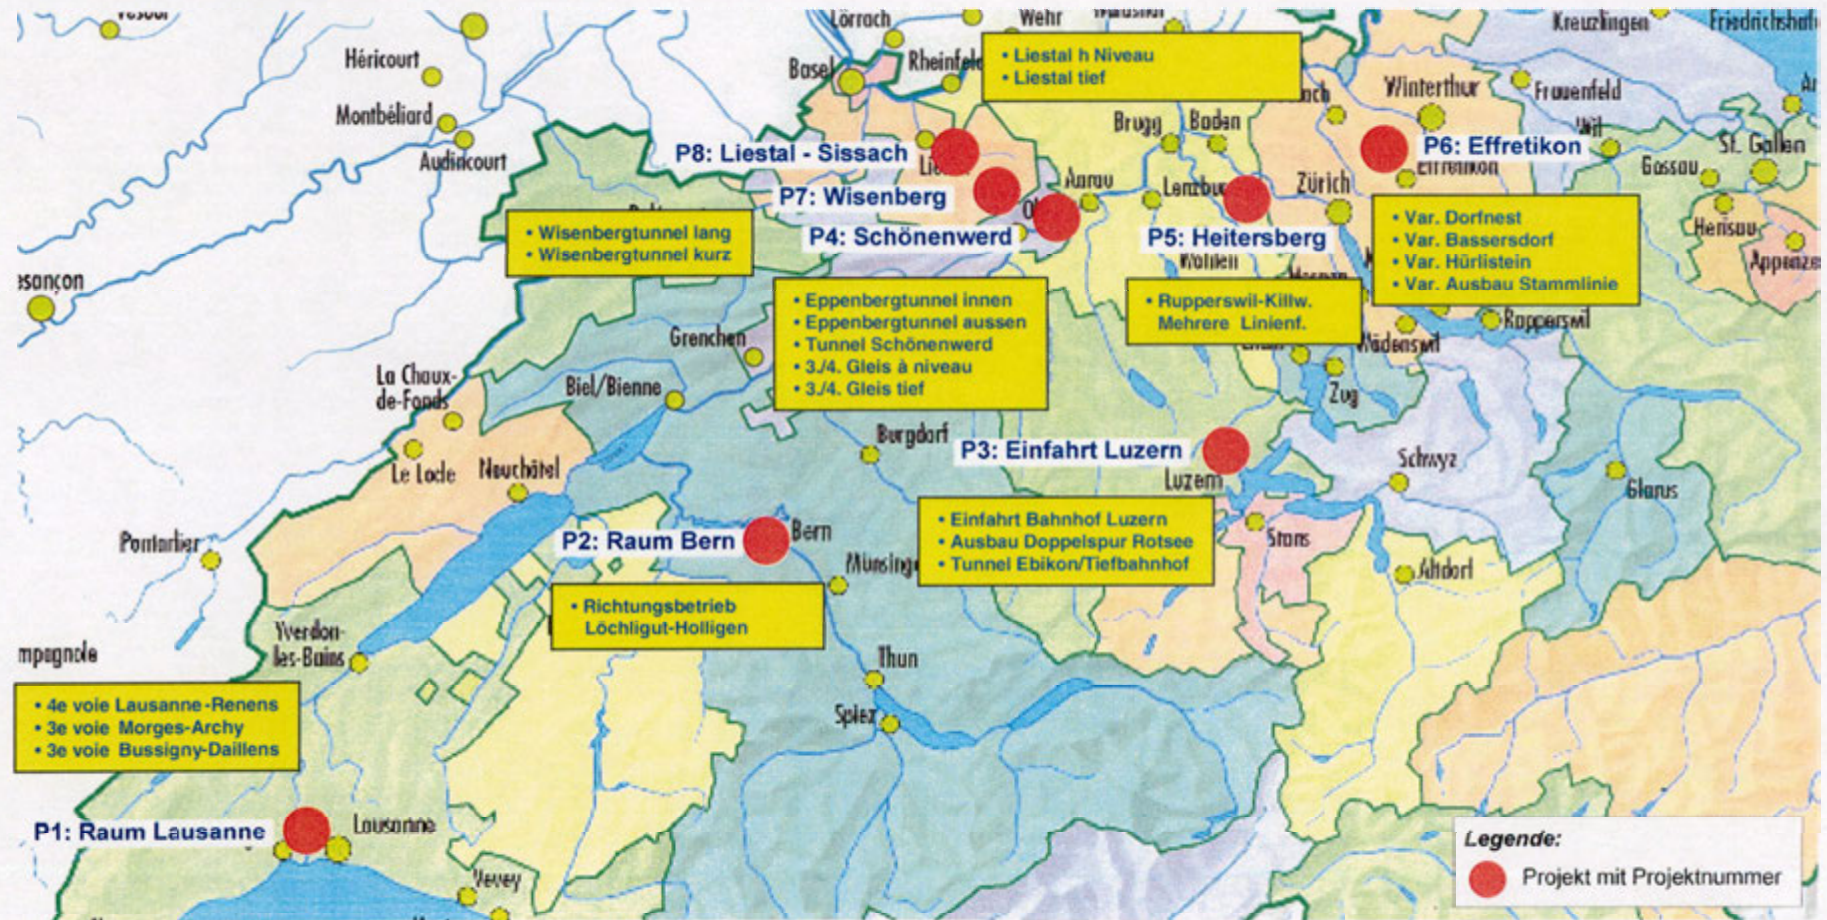 Héricourt
Montbéliard
Audincourt
Lörrach
Wehr
Basel
Kreuzlingen
• Liestal h Niveau
• Liestal tief
Winterthur
Frauenfeld
Brugg
Baden
P8: Liestal - Sissach
P6: Effretikon
Effretikon
Wil
St. Gallen
Gossau
P7: Wisenberg
Aarau
Zürich
Herisau
P4: Schönenwerd
P5: Heitersberg
Wohlen
• Wisenbergtunnel lang
• Wisenbergtunnel kurz
• Var. Dorfnest
• Var. Bassersdorf
• Var. Hürlistein
• Var. Ausbau Stammlinie
• Eppenbergtunnel innen
• Eppenbergtunnel aussen
• Tunnel Schönenwerd
• 3./4. Gleis à niveau
• 3./4. Gleis tief
• Rupperswil-Killw.
Mehrere Linienf.
Rapperswil
Wädenswil
Grenchen
Zug
La Chaux-
de-Fonds
Biel/Bienne
Burgdorf
P3: Einfahrt Luzern
Luzern
Schwyz
Le Locle
Neuchâtel
Glarus
Pontarlier
P2: Raum Bern
Bern
• Einfahrt Bahnhof Luzern
• Ausbau Doppelspur Rotsee
• Tunnel Ebikon/Tiefbahnhof
Stans
Altdorf
• Richtungsbetrieb
Löchligut-Holligen
Yverdon-
les-Bains
Thun
Spiez
• 4e voie Lausanne-Renens
• 3e voie Morges-Archy
• 3e voie Bussigny-Daillens
P1: Raum Lausanne
Lausanne
Vevey
Legende:
Projekt mit Projektnummer